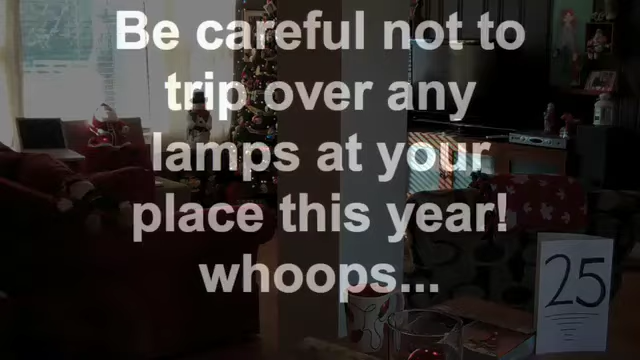 Be careful not to
trip over any
lamps at your
place this year!
whoops...
25